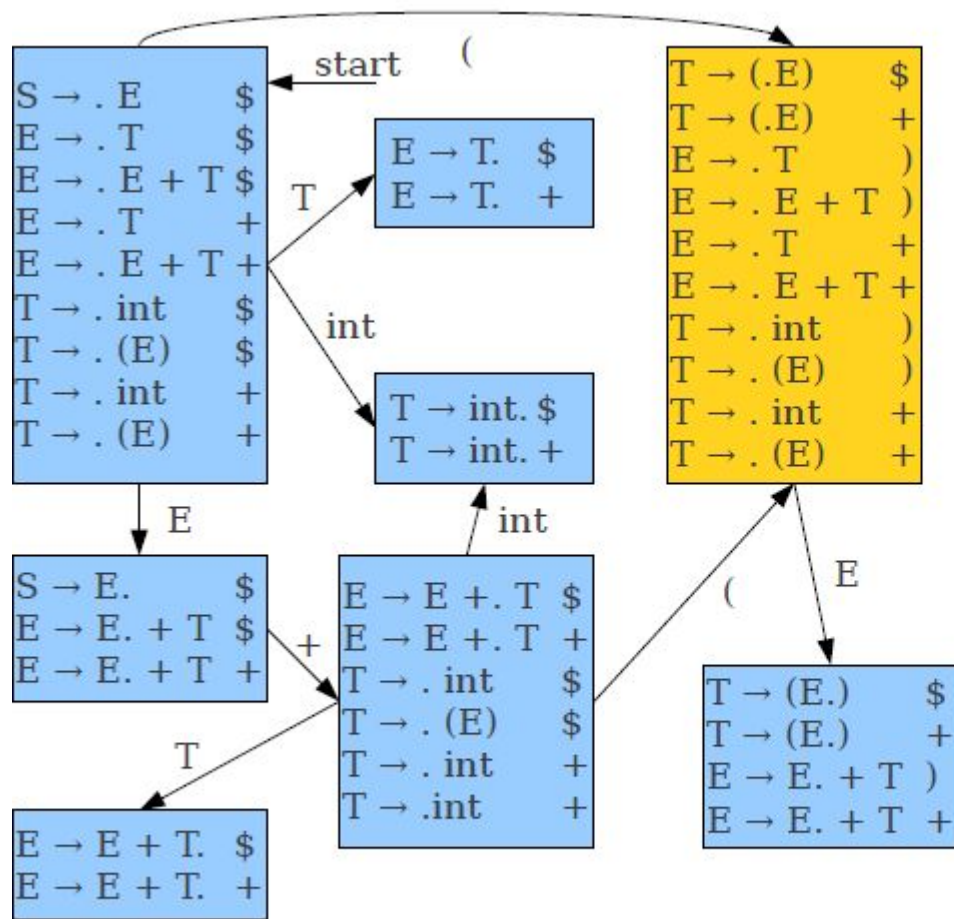 (
start
S → . E $
E → . T $
E → . E + T $
E → . T +
E → . E + T +
T → . int $
T → . (E) $
T → . int +
T → . (E) +
E → T. $
E → T. +
T
int
T → int. $
T → int. +
T → (.E) $
T → (.E) +
E → . T )
E → . E + T )
E → . T +
E → . E + T +
T → . int )
T → . (E) )
T → . int +
T → . (E) +
E
int
S → E. $
E → E. + T $
E → E. + T +
+
E → E +. T $
E → E +. T +
T → . int $
T → . (E) $
T → . int +
T → .int +
(
E
T → (E.) $
T → (E.) +
E → E. + T )
E → E. + T +
T
E → E + T. $
E → E + T. +